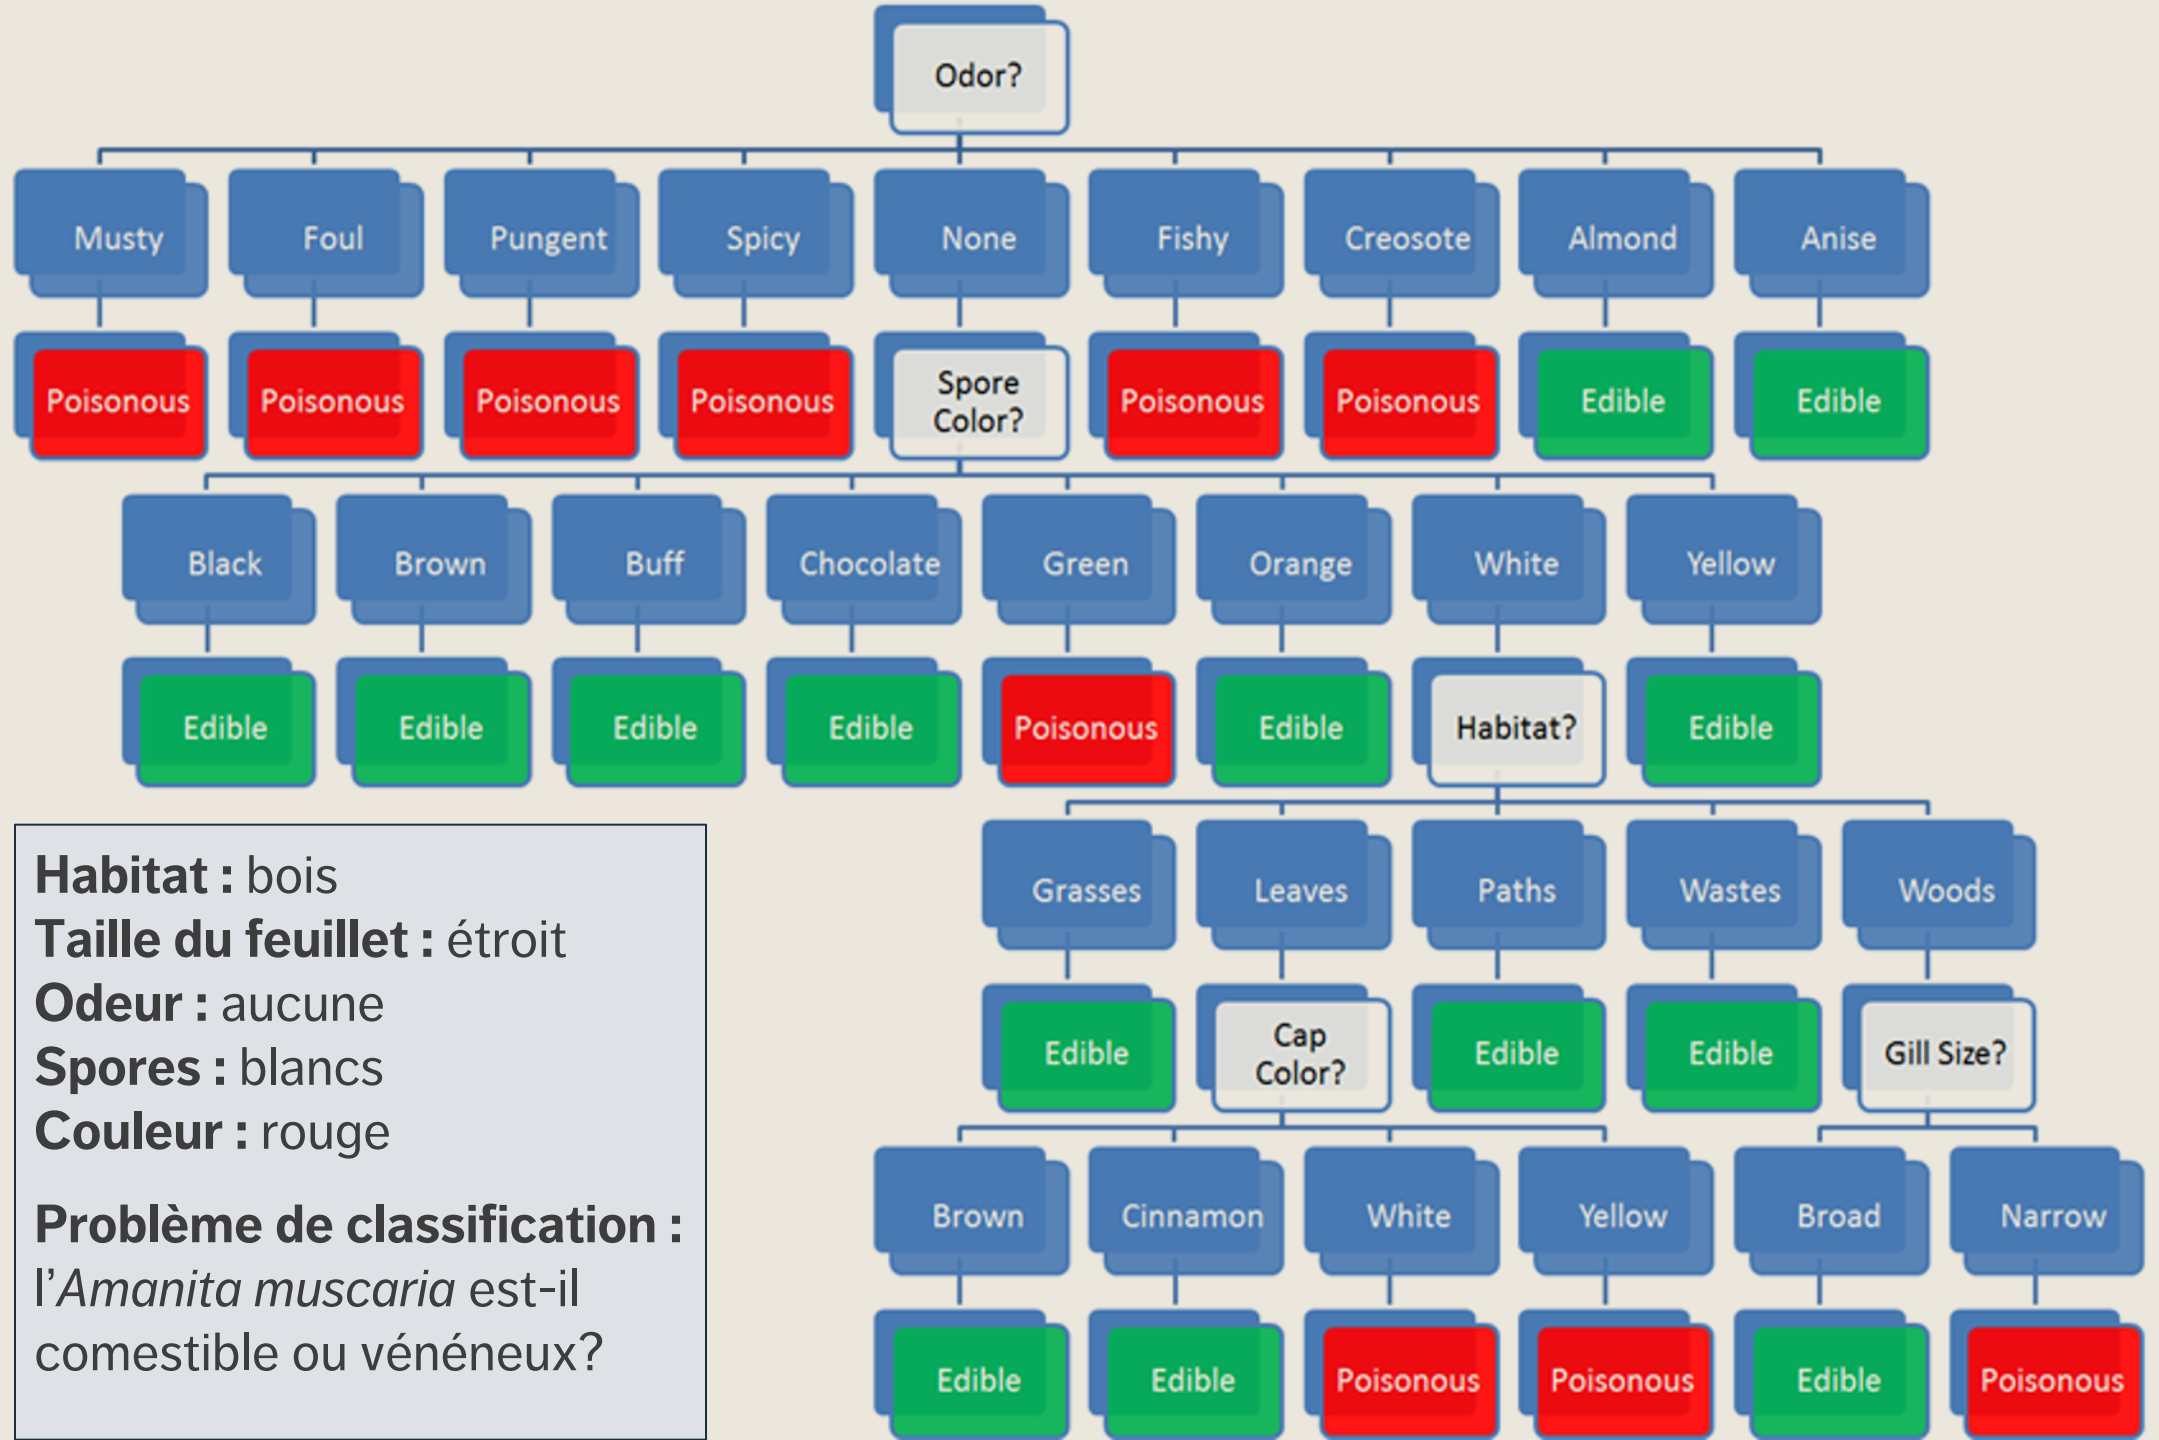 Odor?
Musty
Foul
Pungent
Spicy
None
Fishy
Creosote
Almond
Anise
Poisonous
Poisonous
Poisonous
Poisonous
Spore
Color?
Poisonous
Poisonous
Edible
Edible
Black
Brown
Buff
Chocolate
Green
Orange
White
Yellow
Edible
Edible
Edible
Edible
Poisonous
Edible
Habitat?
Edible
Grasses
Leaves
Paths
Wastes
Woods
Edible
Cap
Color?
Edible
Edible
Gill Size?
Brown
Cinnamon
White
Yellow
Broad
Narrow
Edible
Edible
Poisonous
Poisonous
Edible
Poisonous
Habitat : bois
Taille du feuillet : étroit
Odeur : aucune
Spores : blancs
Couleur : rouge
Problème de classification :
l'Amanita muscaria est-il
comestible ou vénéneux?